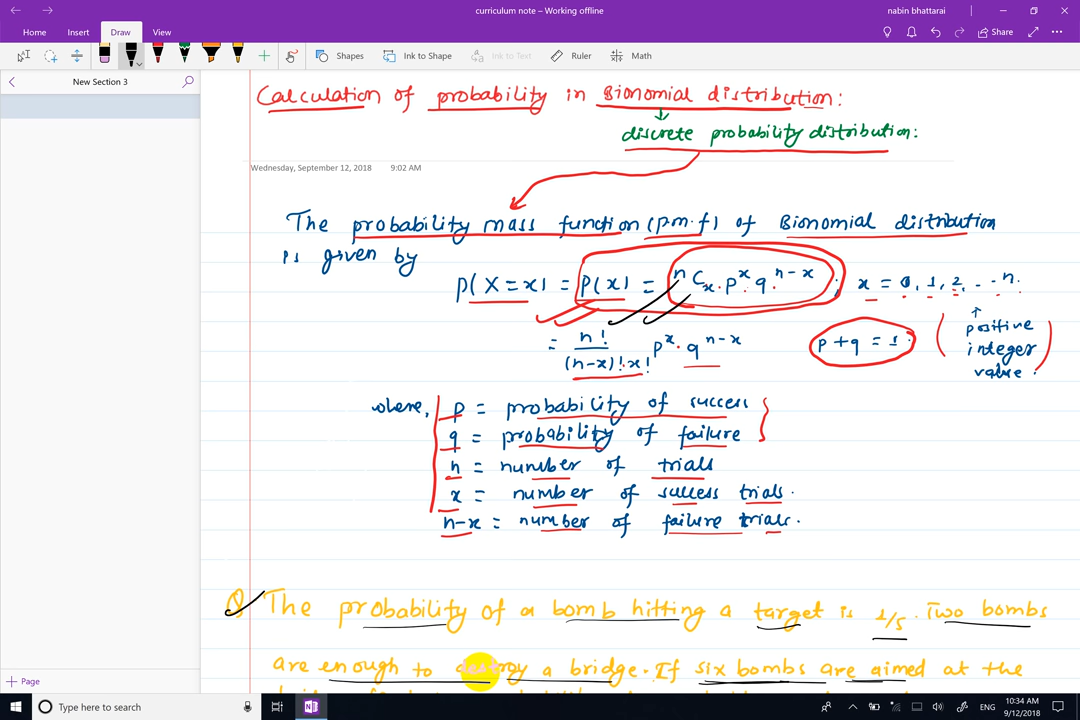 curriculum note – Working offline
nabin bhattarai
Home Insert Draw View
Share
Shapes Ink to Shape Ink to Text Ruler Math
New Section 3
Calculation of probability in Bionomial distribution:
discrete probability distribution:
Wednesday, September 12, 2018 9:02 AM
The probability mass function (p.m.f) of Bionomial distribution
is given by
P(X=x) = P(x) = ⁿCₓ.pˣq.ⁿ⁻ˣ ; x = 0, 1, 2, ... n.
= n! / (n-x)!.x! pˣ.qⁿ⁻ˣ
p+q = 1.
( positive
integer
value. )
where, p = probability of success
q = probability of failure
n = number of trials
x = number of success trials.
n-x = number of failure trials.
Q The probability of a bomb hitting a target is 1/5. Two bombs
are enough to destroy a bridge. If six bombs are aimed at the
Page
Type here to search
ENG
10:34 AM
9/12/2018